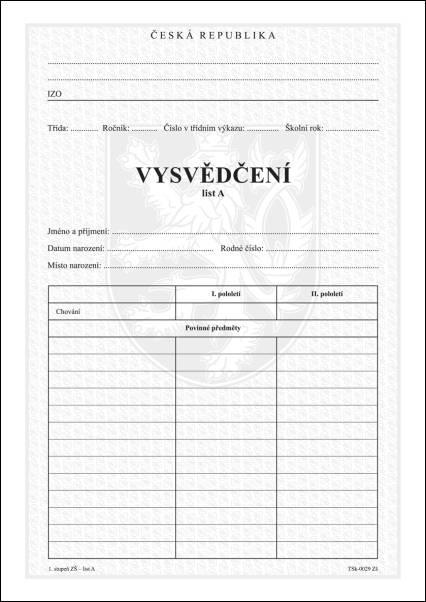 ČESKÁ REPUBLIKA
IZO
Třída: ............. Ročník: ............ Číslo v třídním výkazu: ............... Školní rok: .........................
VYSVĚDČENÍ
list A
Jméno a příjmení: ..........................................................................................
Datum narození: .................................... Rodné číslo: ......................................
Místo narození: .............................................................................................
I. pololetí II. pololetí
Chování
Povinné předměty
1. stupeň ZŠ – list A TSk-0029 Zš